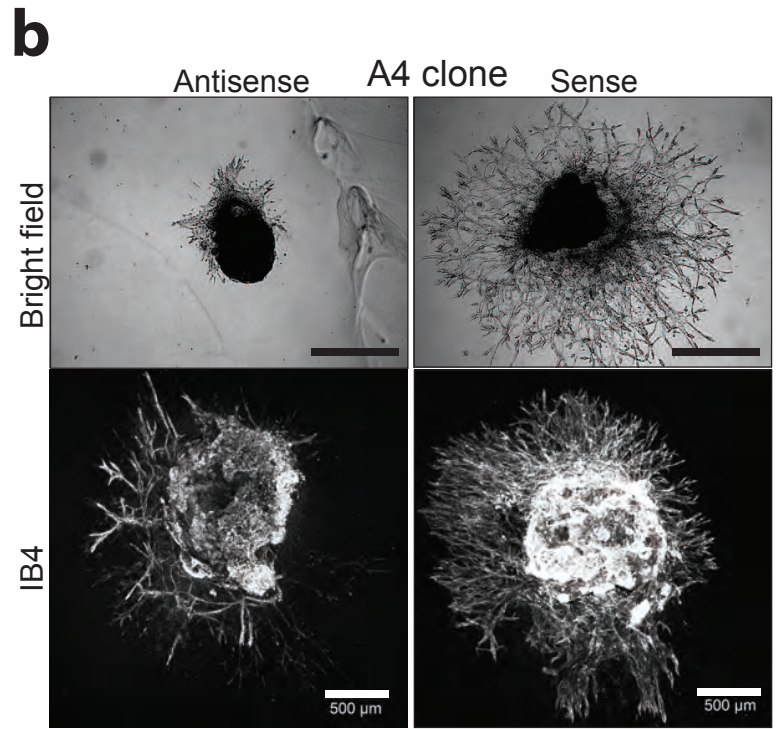 b
A4 clone
Antisense
Sense
Bright field
IB4
500 µm
500 µm